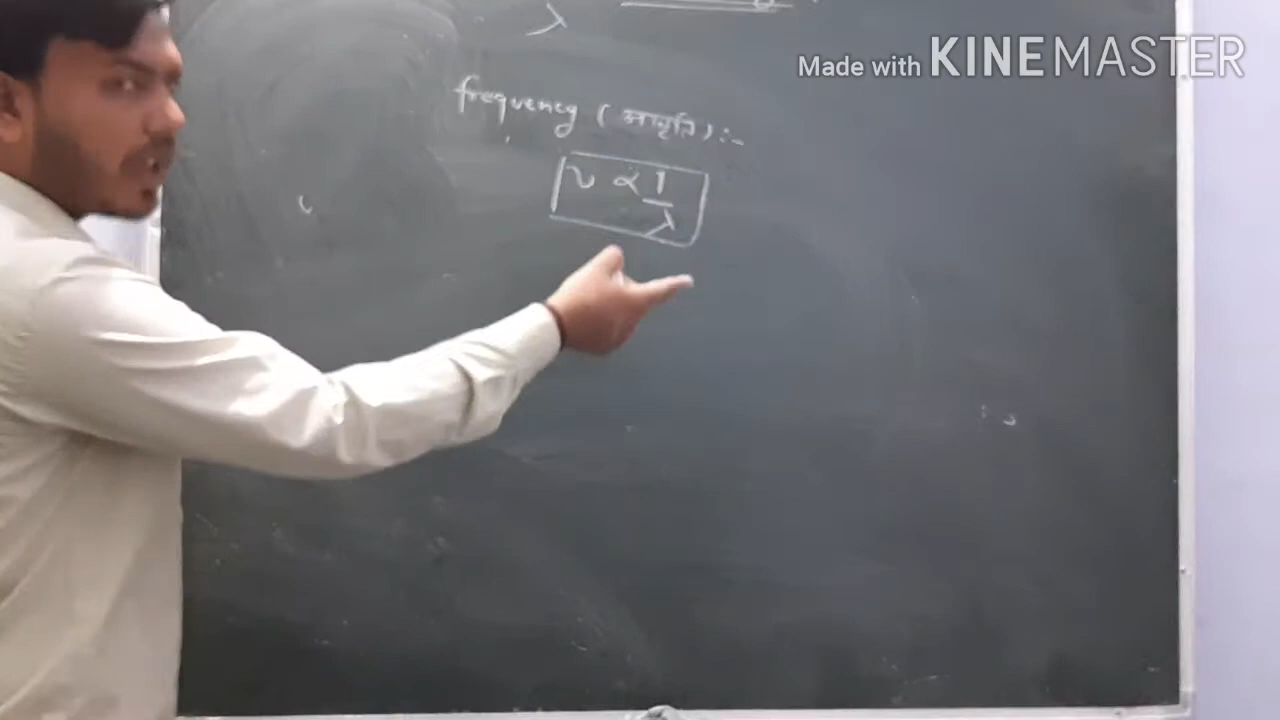 λ
Made with KINEMASTER
frequency (आवृति) :-
ν ∝ 1/λ